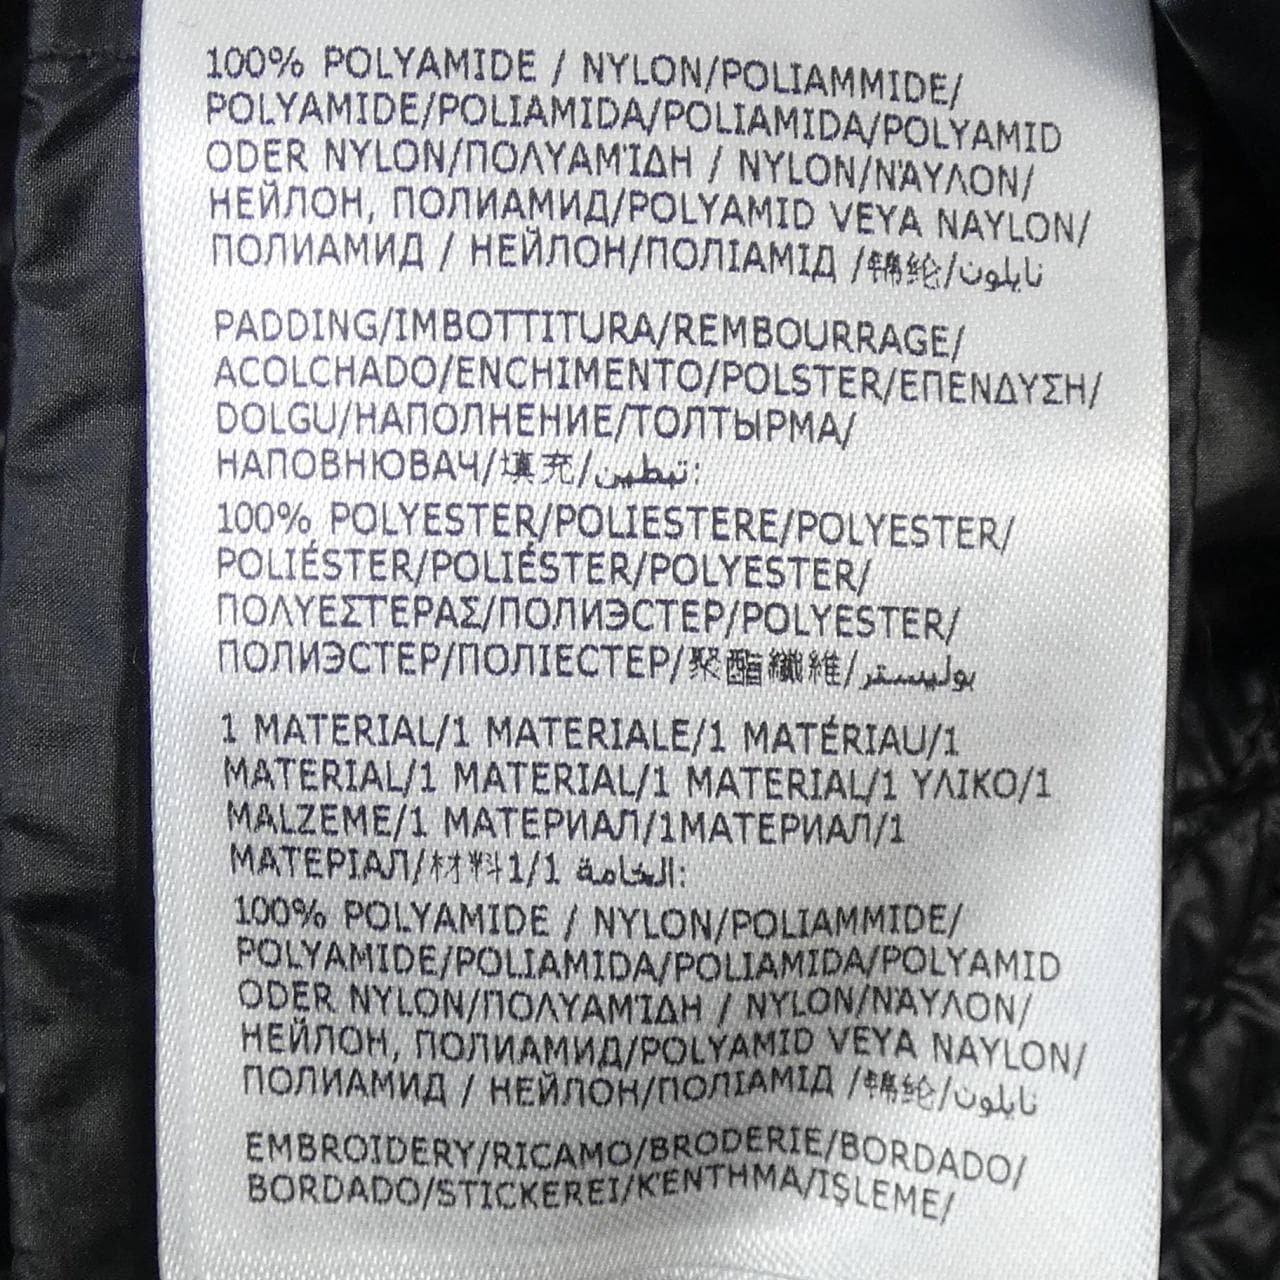 100% POLYAMIDE / NYLON/POLIAMMIDE/
POLYAMIDE/POLIAMIDA/POLIAMIDA/POLYAMID
ODER NYLON/ΠΟΛΥΑΜΊΔΗ / NYLON/ΝΆΥΛΟΝ/
НЕЙЛОН, ПОЛИАМИД/POLYAMID VEYA NAYLON/
ПОЛИАМИД / НЕЙЛОН/ПОЛІАМІД /锦纶/نايلون
PADDING/IMBOTTITURA/REMBOURRAGE/
ACOLCHADO/ENCHIMENTO/POLSTER/ΕΠΕΝΔΥΣΗ/
DOLGU/НАПОЛНЕНИЕ/ТОЛТЫРМА/
НАПОВНЮВАЧ/填充/تبطين:
100% POLYESTER/POLIESTERE/POLYESTER/
POLIÉSTER/POLIÉSTER/POLYESTER/
ΠΟΛΥΕΣΤΕΡΑΣ/ПОЛИЭСТЕР/POLYESTER/
ПОЛИЭСТЕР/ПОЛІЕСТЕР/聚酯纖維/بوليستر
1 MATERIAL/1 MATERIALE/1 MATÉRIAU/1
MATERIAL/1 MATERIAL/1 MATERIAL/1 ΥΛΙΚΟ/1
MALZEME/1 МАТЕРИАЛ/1МАТЕРИАЛ/1
МАТЕРІАЛ/材料1/1 الخامة:
100% POLYAMIDE / NYLON/POLIAMMIDE/
POLYAMIDE/POLIAMIDA/POLIAMIDA/POLYAMID
ODER NYLON/ΠΟΛΥΑΜΊΔΗ / NYLON/ΝΆΥΛΟΝ/
НЕЙЛОН, ПОЛИАМИД/POLYAMID VEYA NAYLON/
ПОЛИАМИД / НЕЙЛОН/ПОЛІАМІД /锦纶/نايلون
EMBROIDERY/RICAMO/BRODERIE/BORDADO/
BORDADO/STICKEREI/ΚΈΝΤΗΜΑ/IŞLEME/